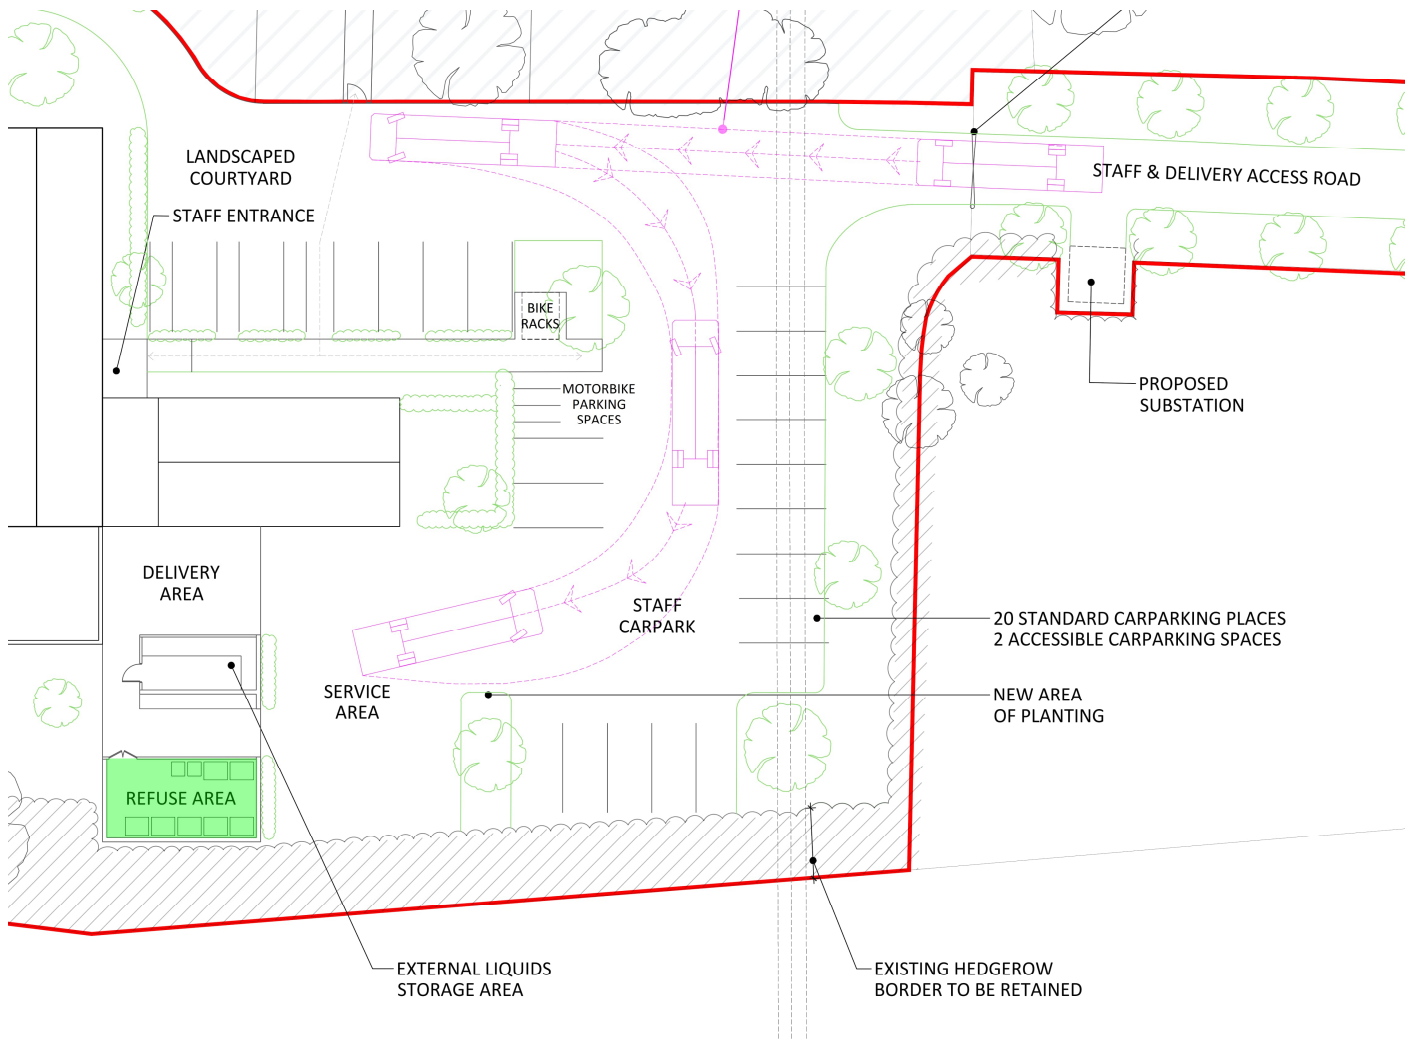 LANDSCAPED
COURTYARD
STAFF ENTRANCE
STAFF & DELIVERY ACCESS ROAD
BIKE
RACKS
MOTORBIKE
PARKING
SPACES
PROPOSED
SUBSTATION
DELIVERY
AREA
STAFF
CARPARK
20 STANDARD CARPARKING PLACES
2 ACCESSIBLE CARPARKING SPACES
SERVICE
AREA
NEW AREA
OF PLANTING
REFUSE AREA
EXTERNAL LIQUIDS
STORAGE AREA
EXISTING HEDGEROW
BORDER TO BE RETAINED